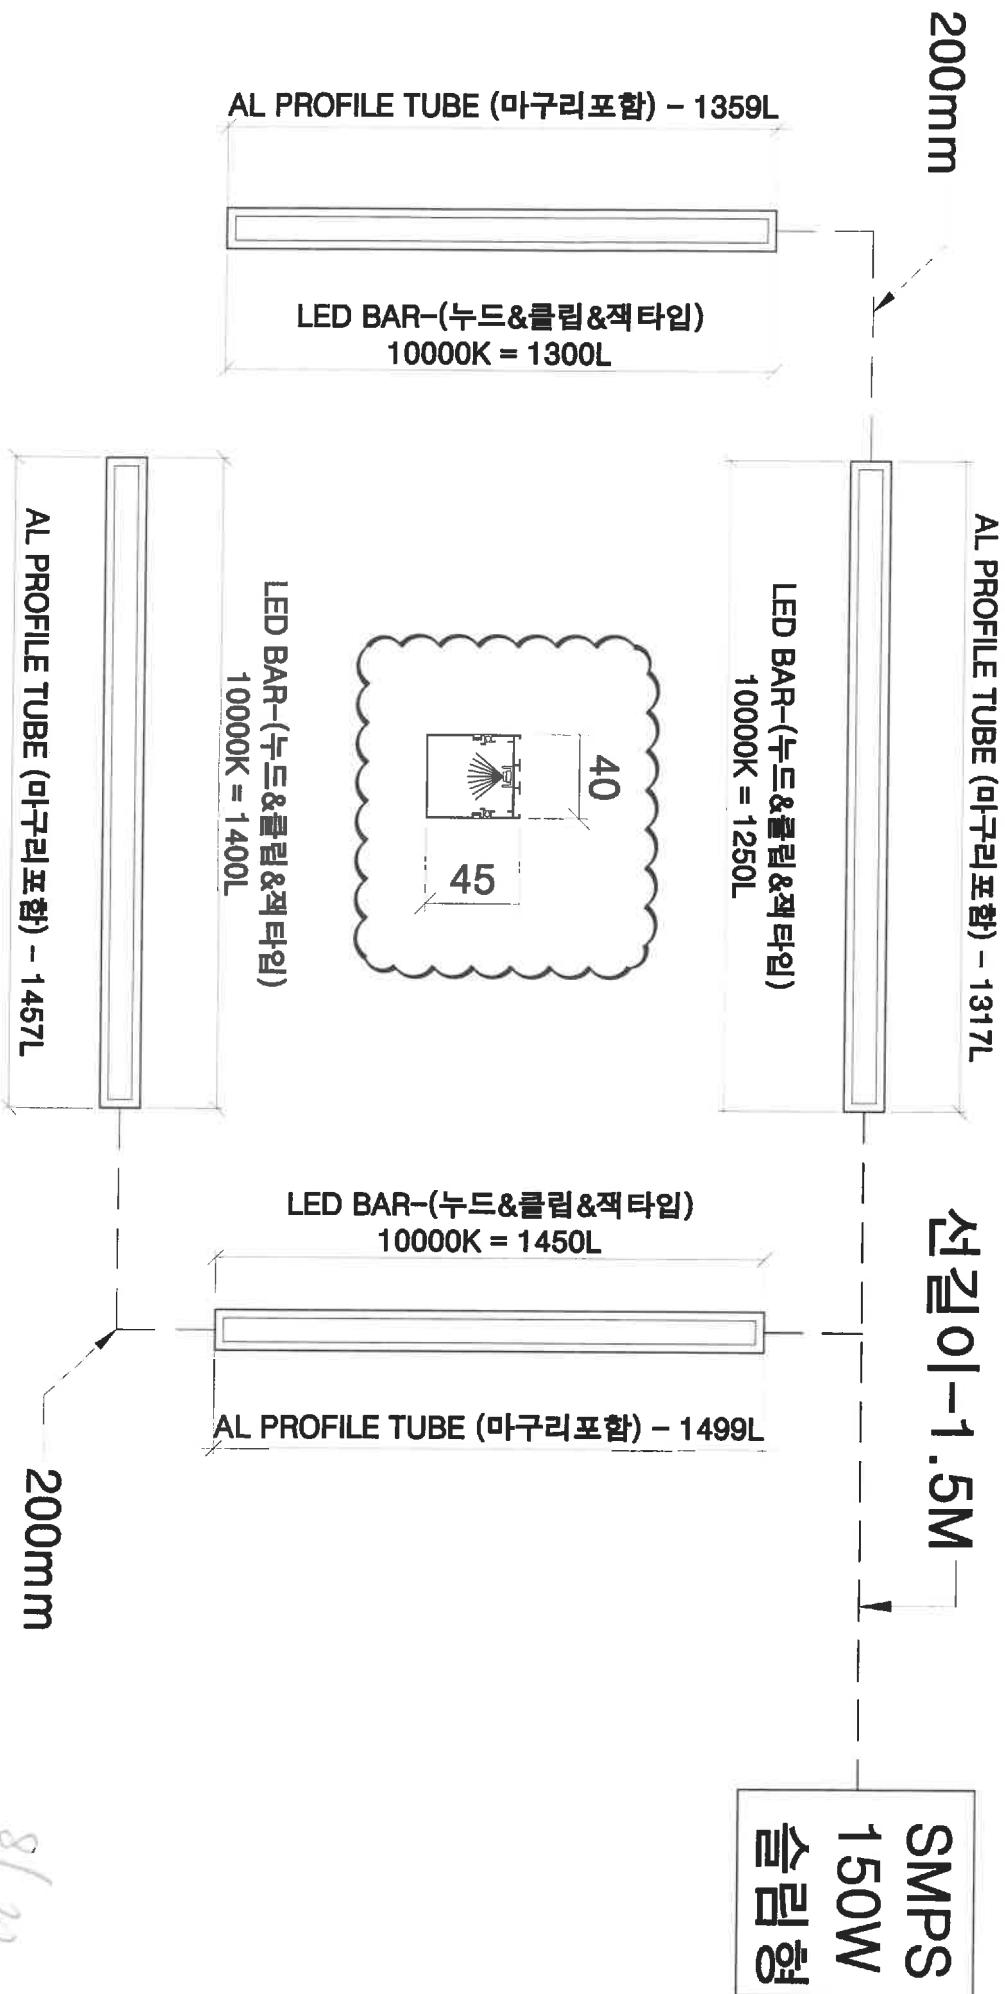 200mm
AL PROFILE TUBE (마구리포함) - 1359L
LED BAR-(누드&클립&잭타입)
10000K = 1300L
AL PROFILE TUBE (마구리포함) - 1317L
LED BAR-(누드&클립&잭타입)
10000K = 1250L
40
45
LED BAR-(누드&클립&잭타입)
10000K = 1400L
AL PROFILE TUBE (마구리포함) - 1457L
선길이-1.5M
LED BAR-(누드&클립&잭타입)
10000K = 1450L
AL PROFILE TUBE (마구리포함) - 1499L
200mm
SMPS
150W
슬림형